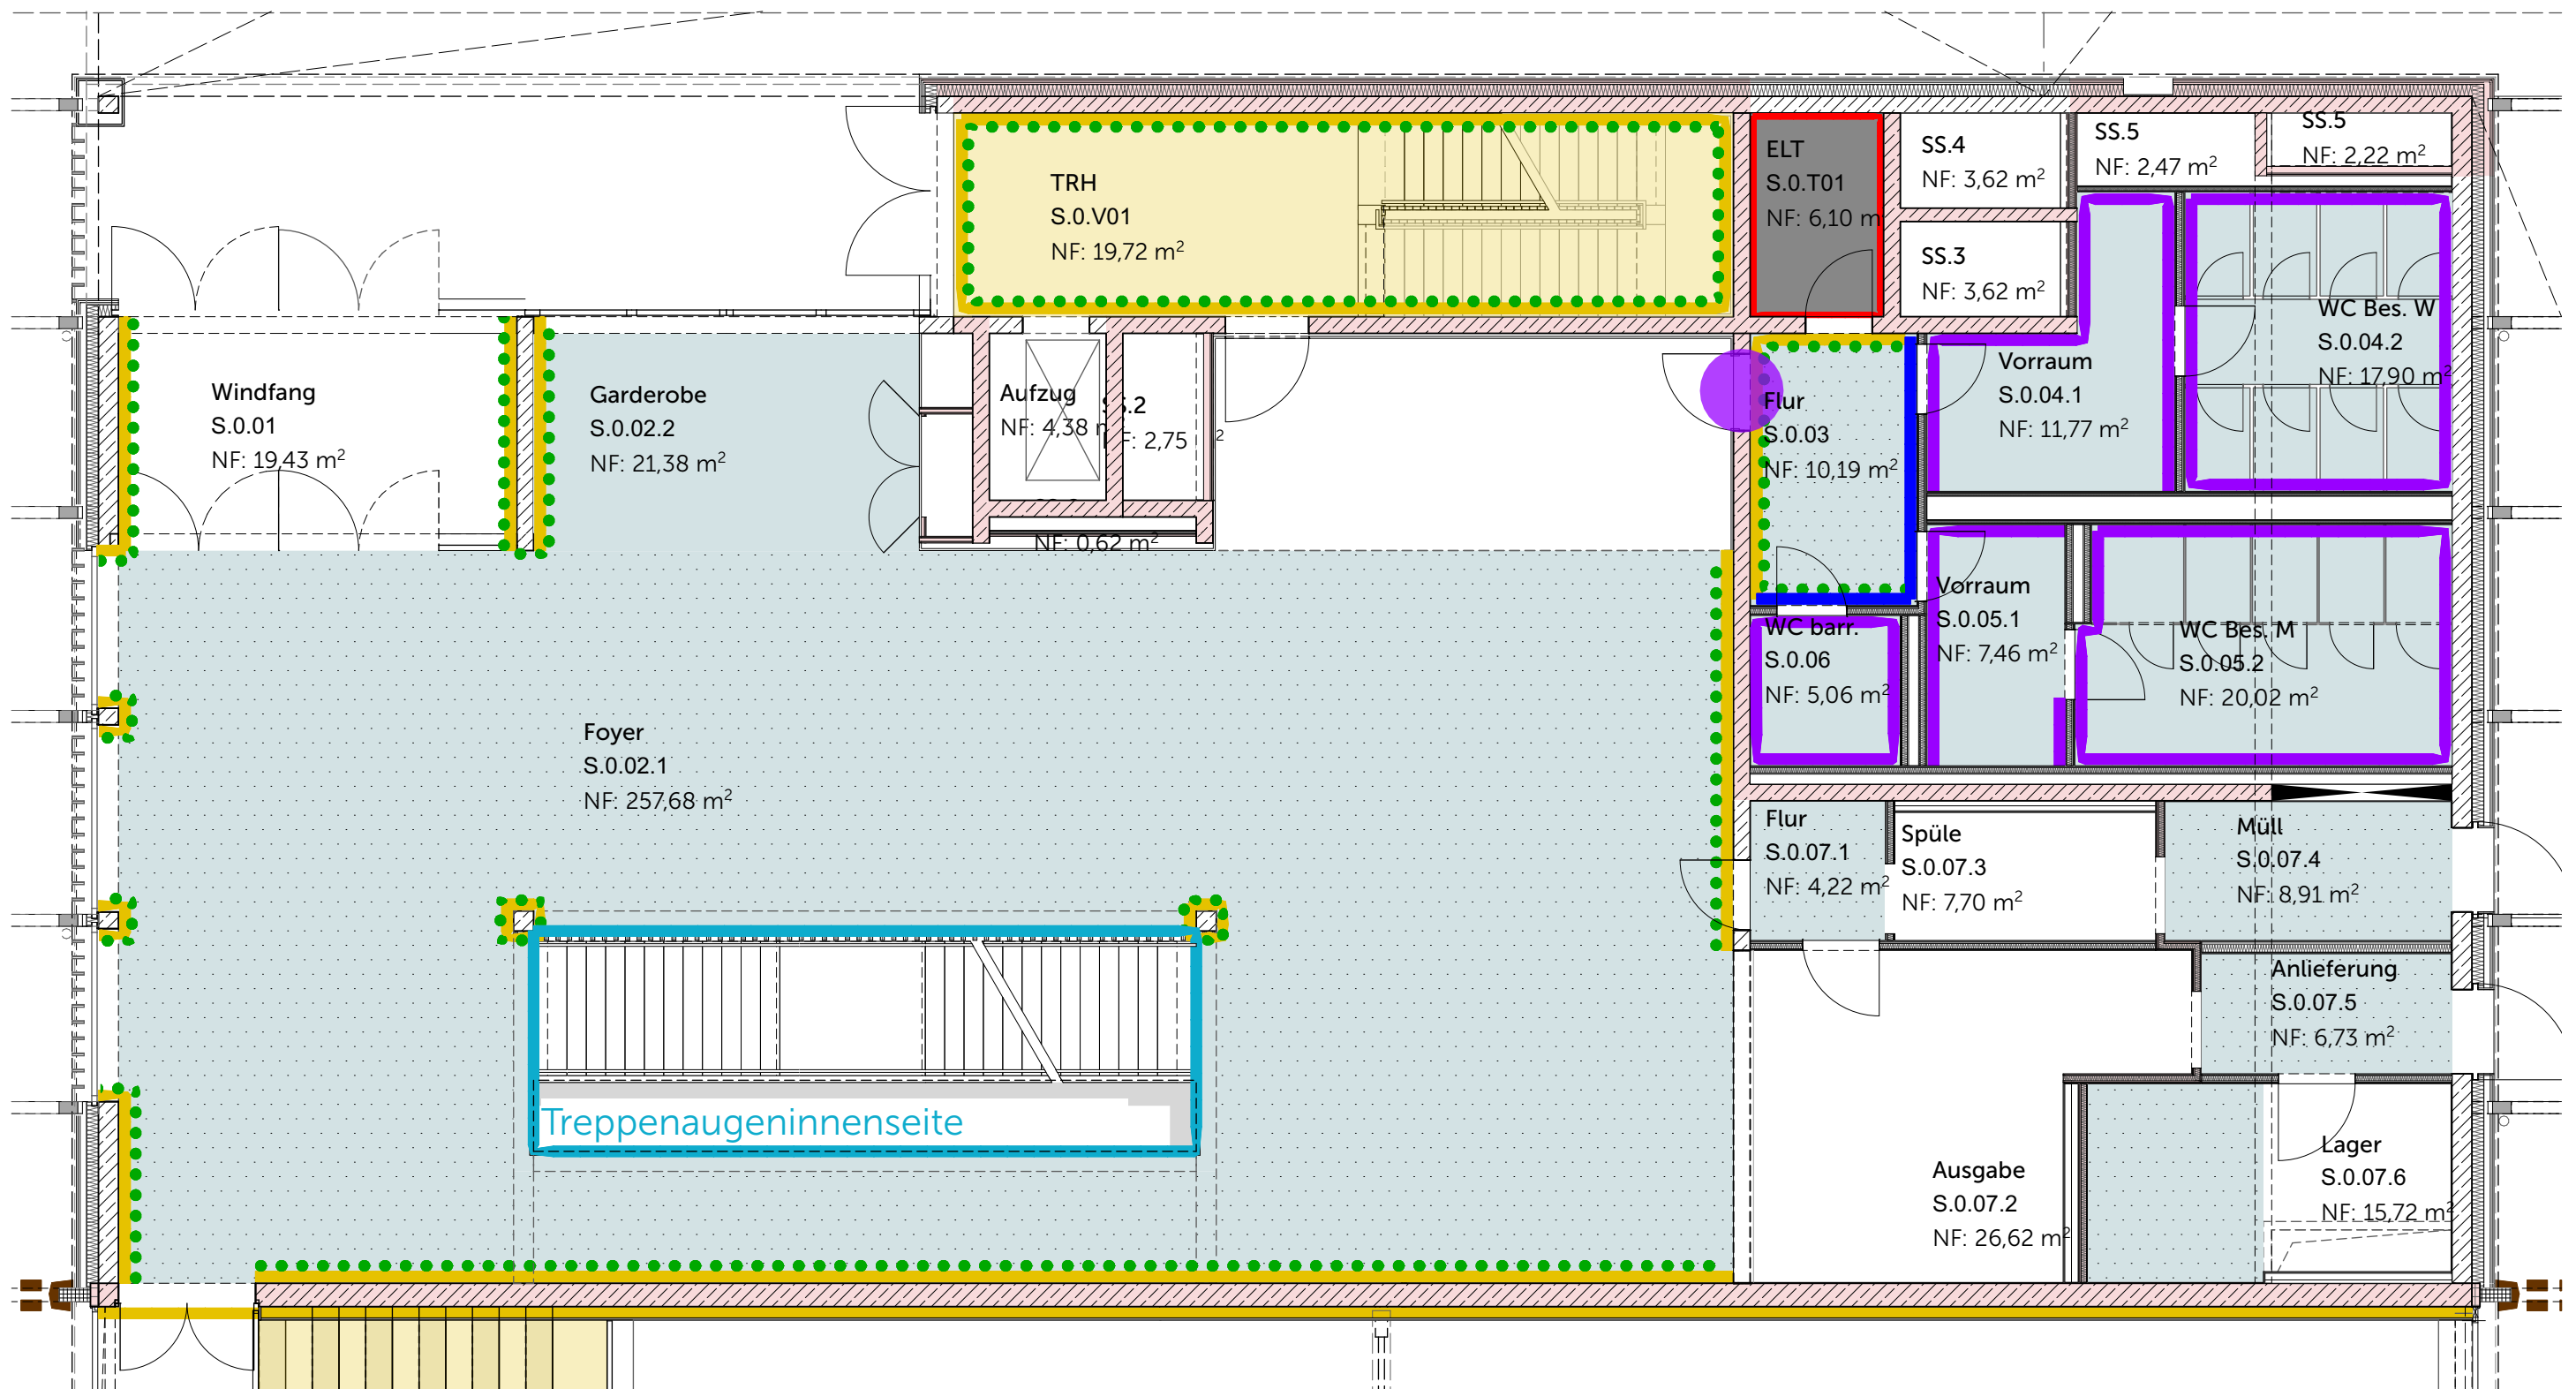 TRH
S.0.V01
NF: 19,72 m²
ELT
S.0.T01
NF: 6,10 m
SS.4
NF: 3,62 m²
SS.5
NF: 2,47 m²
SS.5
NF: 2,22 m²
SS.3
NF: 3,62 m²
Windfang
S.0.01
NF: 19,43 m²
Garderobe
S.0.02.2
NF: 21,38 m²
Aufzug
NF: 4,38 m
.2
F: 2,75 ²
NF: 0,62 m²
Flur
S.0.03
NF: 10,19 m²
Vorraum
S.0.04.1
NF: 11,77 m²
WC Bes. W
S.0.04.2
NF: 17,90 m²
Vorraum
S.0.05.1
NF: 7,46 m²
WC barr.
S.0.06
NF: 5,06 m²
WC Bes. M
S.0.05.2
NF: 20,02 m²
Foyer
S.0.02.1
NF: 257,68 m²
Flur
S.0.07.1
NF: 4,22 m²
Spüle
S.0.07.3
NF: 7,70 m²
Müll
S.0.07.4
NF: 8,91 m²
Anlieferung
S.0.07.5
NF: 6,73 m²
Treppenaugeninnenseite
Ausgabe
S.0.07.2
NF: 26,62 m²
Lager
S.0.07.6
NF: 15,72 m²